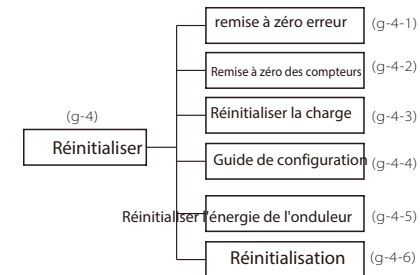 remise à zéro erreur (g-4-1)
Remise à zéro des compteurs (g-4-2)
(g-4)
Réinitialiser la charge (g-4-3)
Réinitialiser
Guide de configuration (g-4-4)
Réinitialiser l'énergie de l'onduleur (g-4-5)
Réinitialisation (g-4-6)